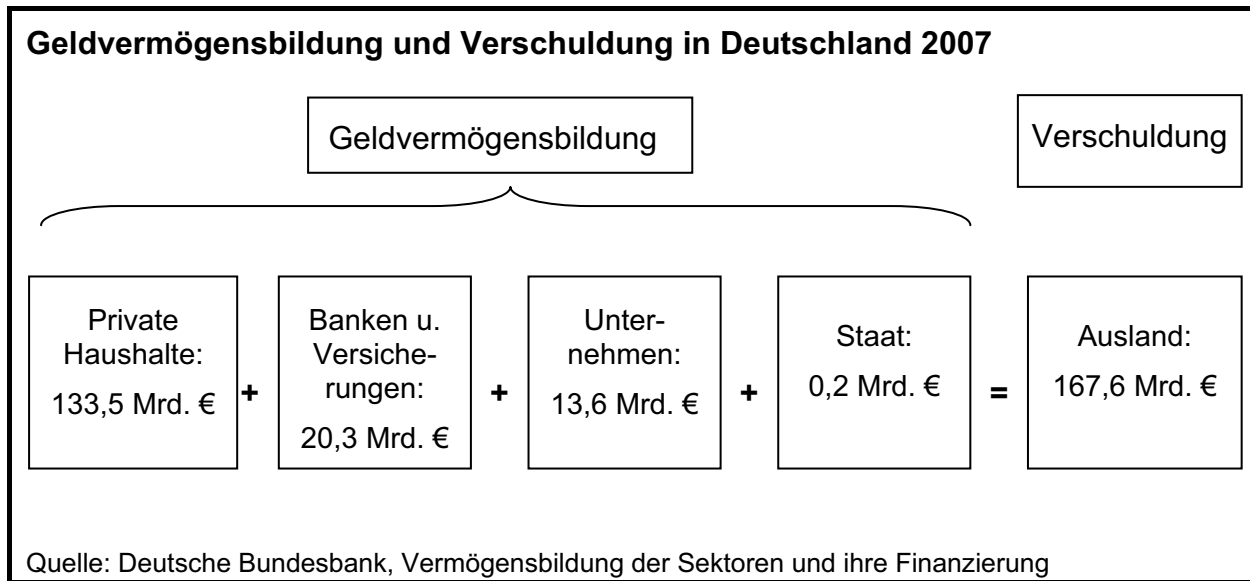 Geldvermögensbildung und Verschuldung in Deutschland 2007
Geldvermögensbildung
Verschuldung
Private
Haushalte:
133,5 Mrd. €
+
Banken u.
Versiche-
rungen:
20,3 Mrd. €
+
Unter-
nehmen:
13,6 Mrd. €
+
Staat:
0,2 Mrd. €
=
Ausland:
167,6 Mrd. €
Quelle: Deutsche Bundesbank, Vermögensbildung der Sektoren und ihre Finanzierung